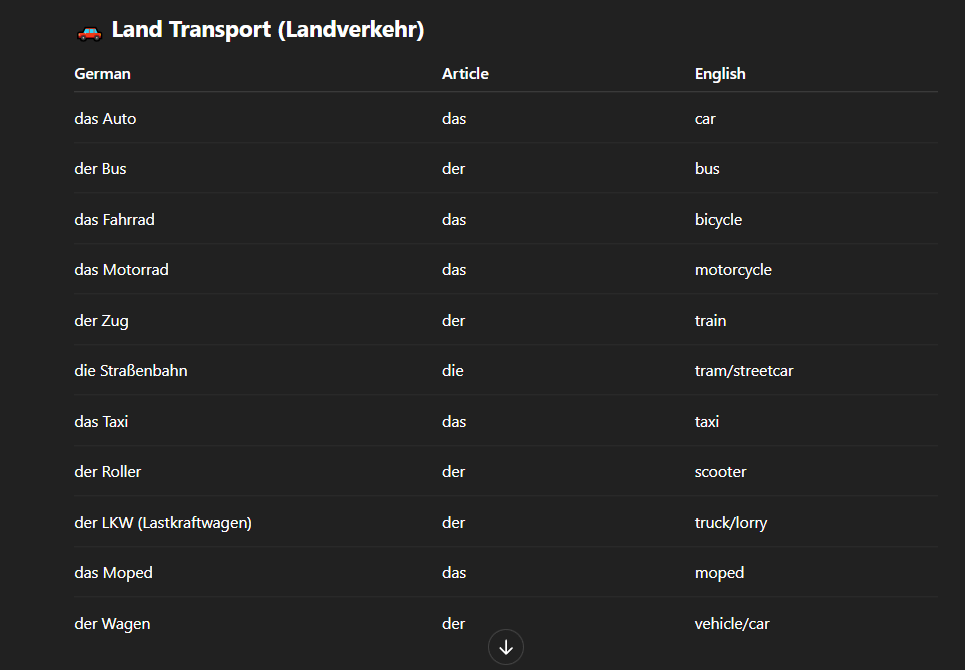 🚗 Land Transport (Landverkehr)
German Article English
das Auto das car
der Bus der bus
das Fahrrad das bicycle
das Motorrad das motorcycle
der Zug der train
die Straßenbahn die tram/streetcar
das Taxi das taxi
der Roller der scooter
der LKW (Lastkraftwagen) der truck/lorry
das Moped das moped
der Wagen der vehicle/car